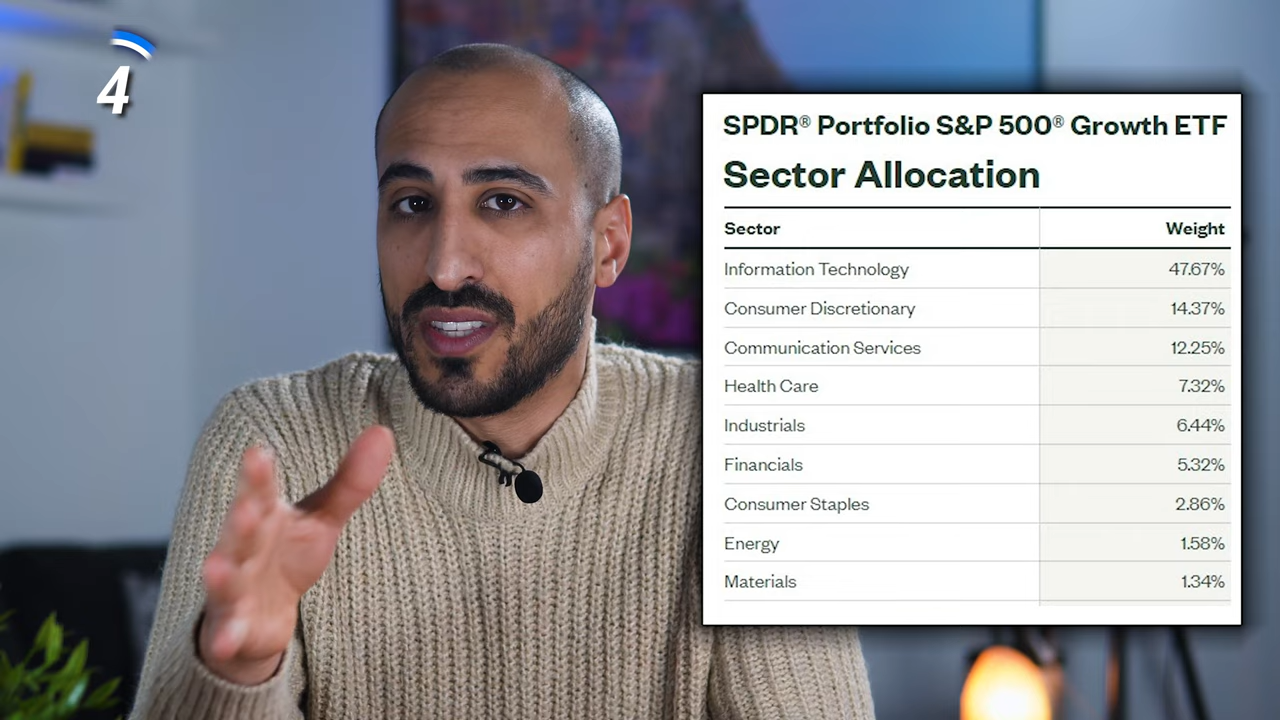 4
SPDR® Portfolio S&P 500® Growth ETF
Sector Allocation
Sector Weight
Information Technology 47.67%
Consumer Discretionary 14.37%
Communication Services 12.25%
Health Care 7.32%
Industrials 6.44%
Financials 5.32%
Consumer Staples 2.86%
Energy 1.58%
Materials 1.34%